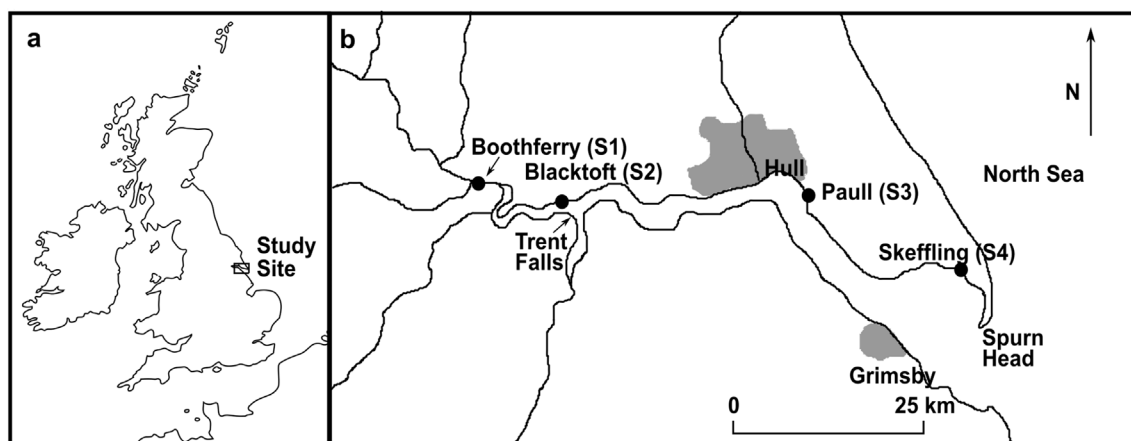 a
Study
Site
b
N
Boothferry (S1)
Blacktoft (S2)
Hull
North Sea
Paull (S3)
Trent
Falls
Skeffling (S4)
Spurn
Head
Grimsby
0
25 km